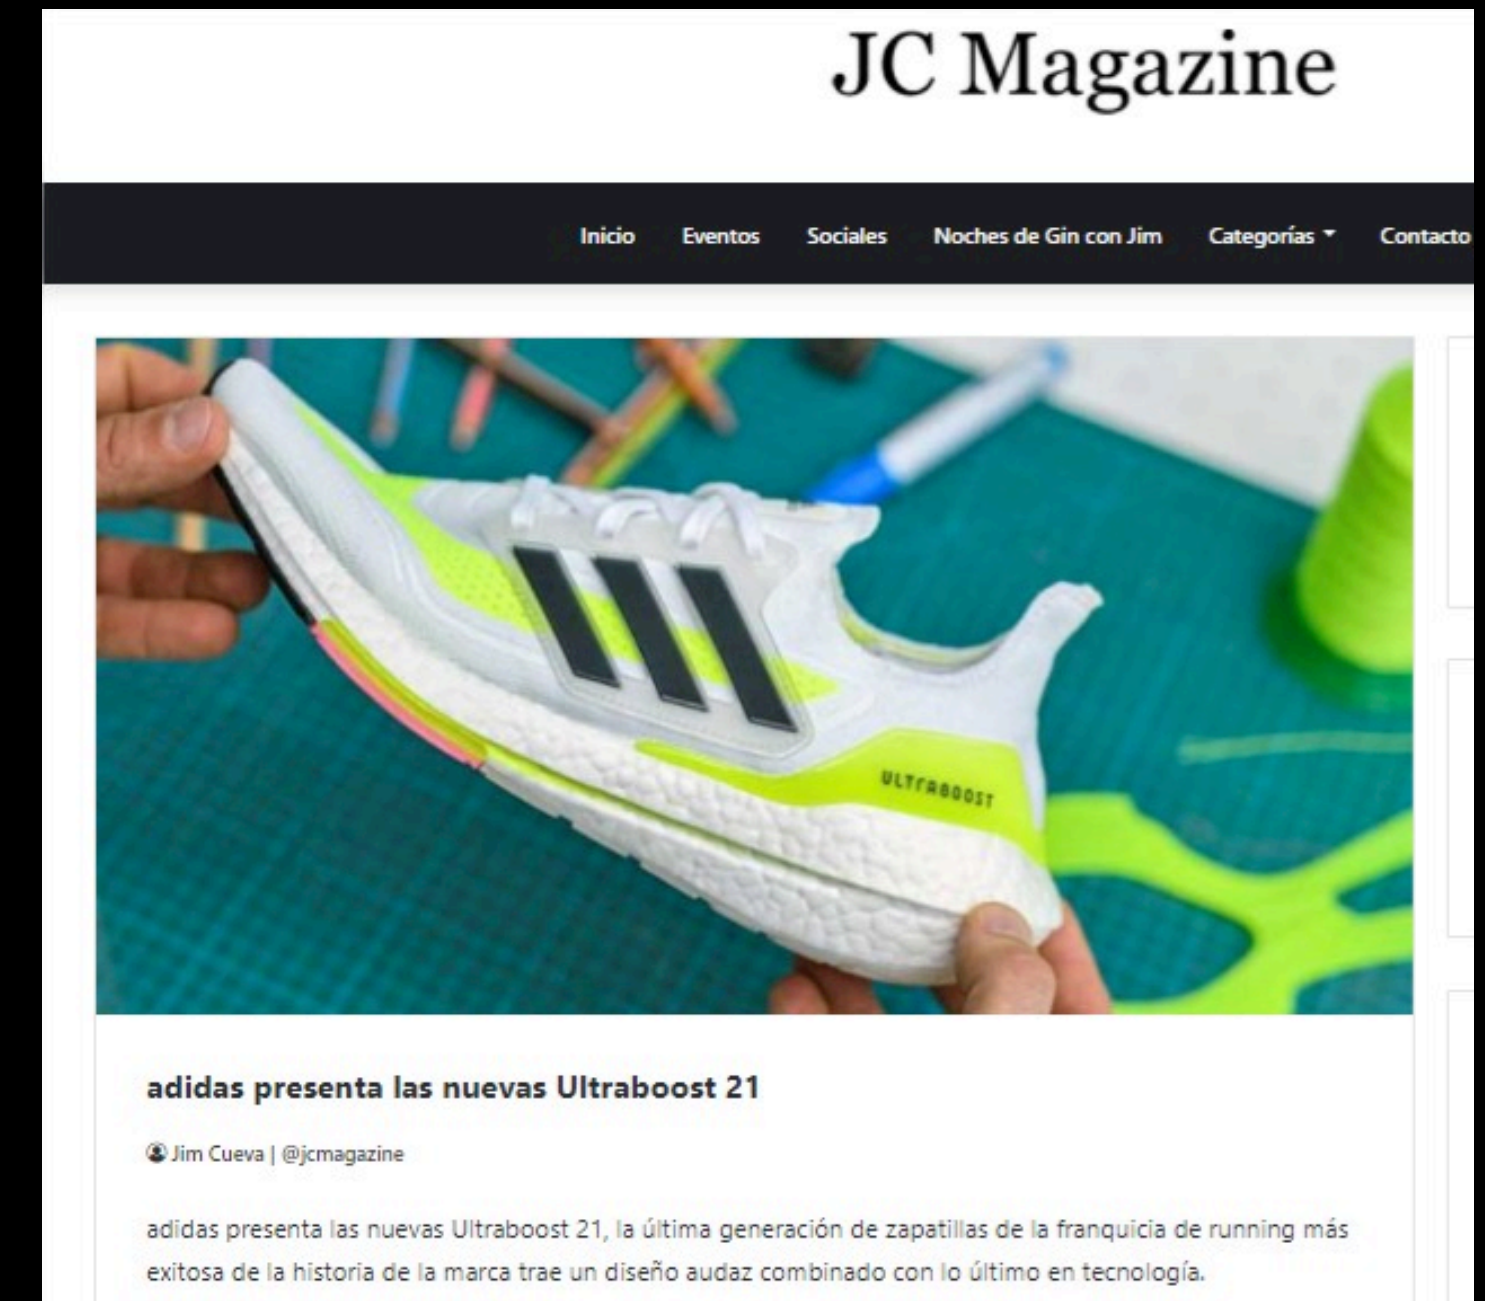 JC Magazine
Inicio Eventos Sociales Noches de Gin con Jim Categorías Contacto
ULTRABOOST
adidas presenta las nuevas Ultraboost 21
Jim Cueva | @jcmagazine
adidas presenta las nuevas Ultraboost 21, la última generación de zapatillas de la franquicia de running más
exitosa de la historia de la marca trae un diseño audaz combinado con lo último en tecnología.